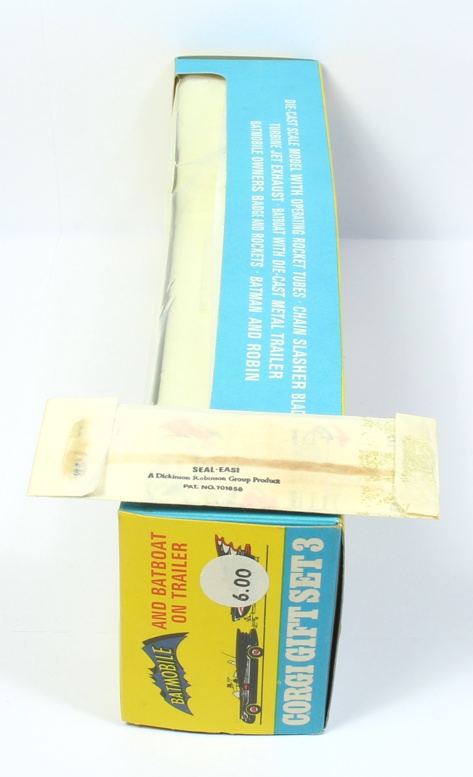 DIE-CAST SCALE MODEL WITH OPERATING ROCKET TUBES · CHAIN SLASHER BLAD
TURBINE JET EXHAUST · BATBOAT WITH DIE-CAST METAL TRAILER
BATMOBILE OWNERS BADGE AND ROCKETS · BATMAN AND ROBIN
SEAL-EASI
A Dickinson Robinson Group Product
PAT. NO. 701858
BATMOBILE
AND BATBOAT
ON TRAILER
6.00
CORGI GIFT SET 3